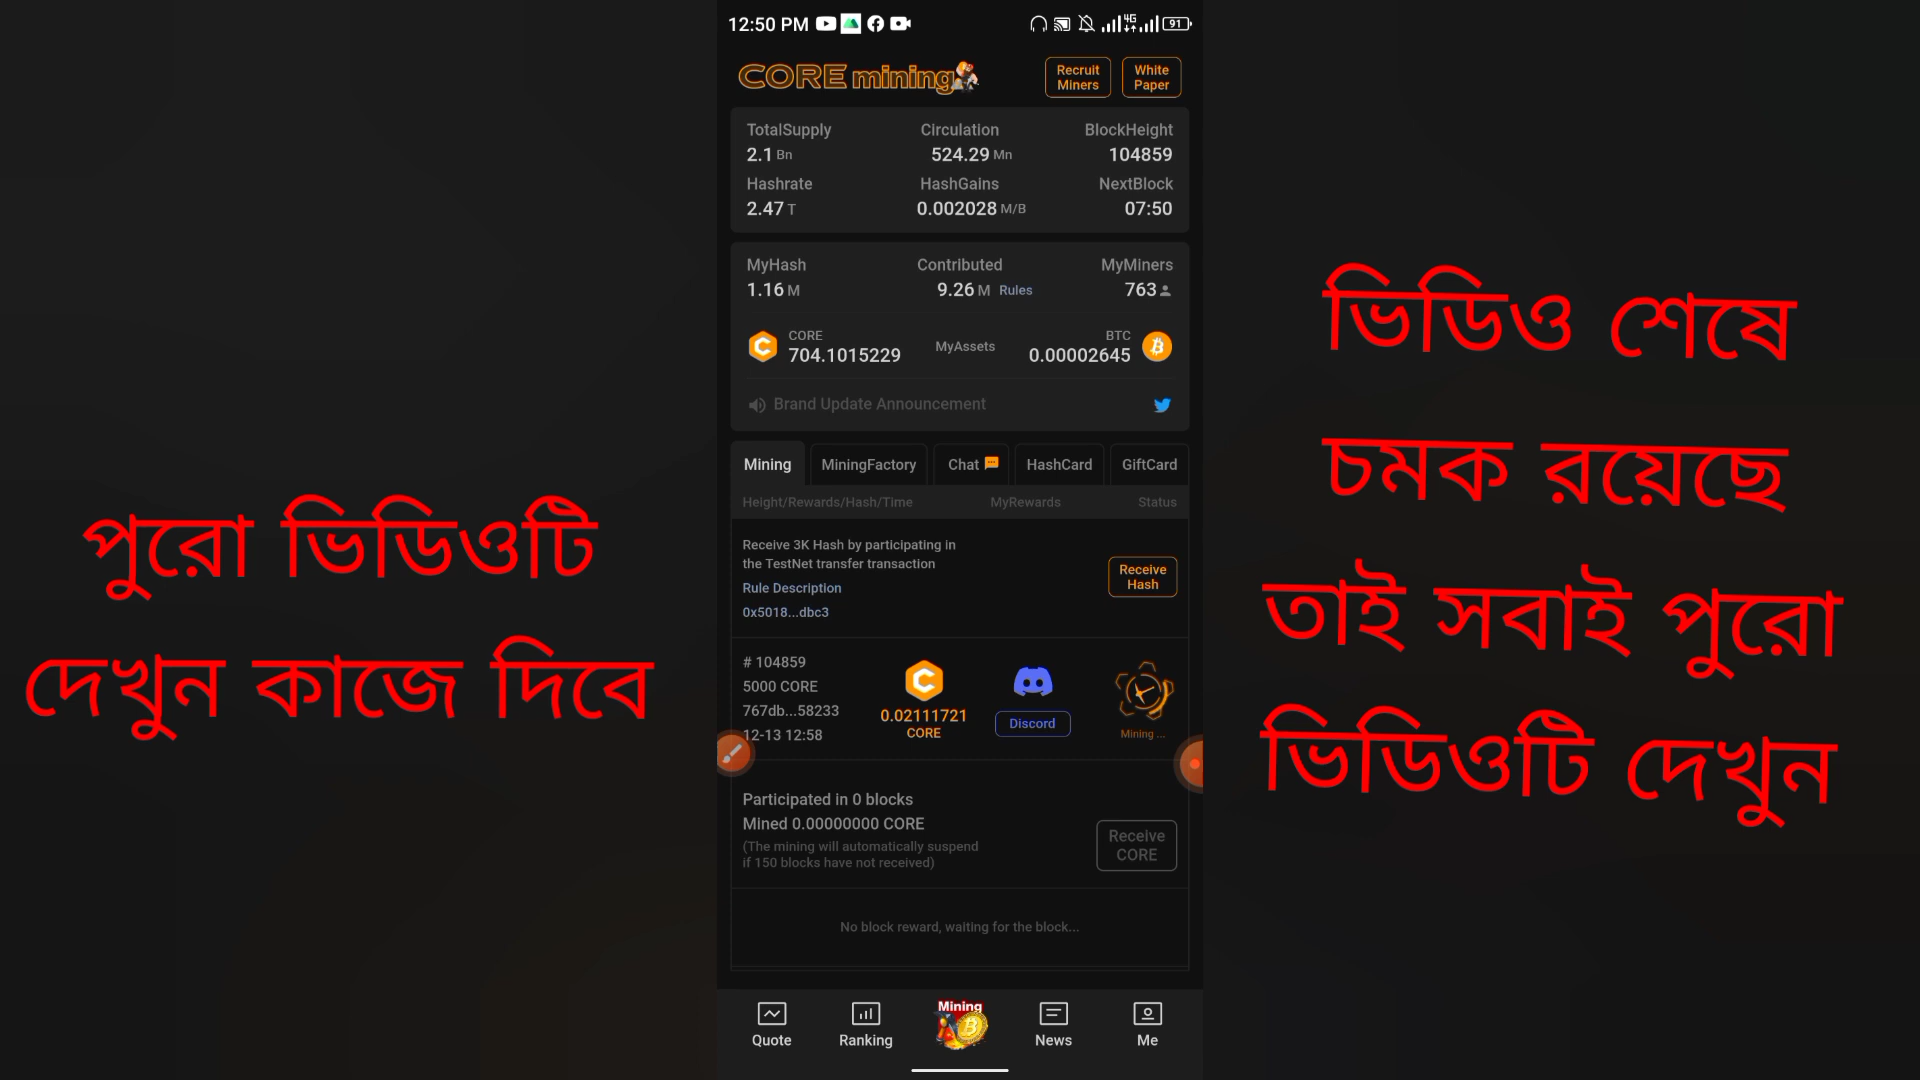 পুরো ভিডিওটি
দেখুন কাজে দিবে
12:50 PM
4G
91
CORE mining
Recruit Miners
White Paper
TotalSupply Circulation BlockHeight
2.1 Bn 524.29 Mn 104859
Hashrate HashGains NextBlock
2.47 T 0.002028 M/B 07:50
MyHash Contributed MyMiners
1.16 M 9.26 M Rules 763
CORE BTC
704.1015229 MyAssets 0.00002645
Brand Update Announcement
Mining MiningFactory Chat HashCard GiftCard
Height/Rewards/Hash/Time MyRewards Status
Receive 3K Hash by participating in
the TestNet transfer transaction
Rule Description
0x5018...dbc3
Receive
Hash
# 104859
5000 CORE
767db...58233
12-13 12:58
0.02111721
CORE
Discord
Mining ...
Participated in 0 blocks
Mined 0.00000000 CORE
(The mining will automatically suspend
if 150 blocks have not received)
Receive
CORE
No block reward, waiting for the block...
Mining
Quote Ranking News Me
ভিডিও শেষে
চমক রয়েছে
তাই সবাই পুরো
ভিডিওটি দেখুন